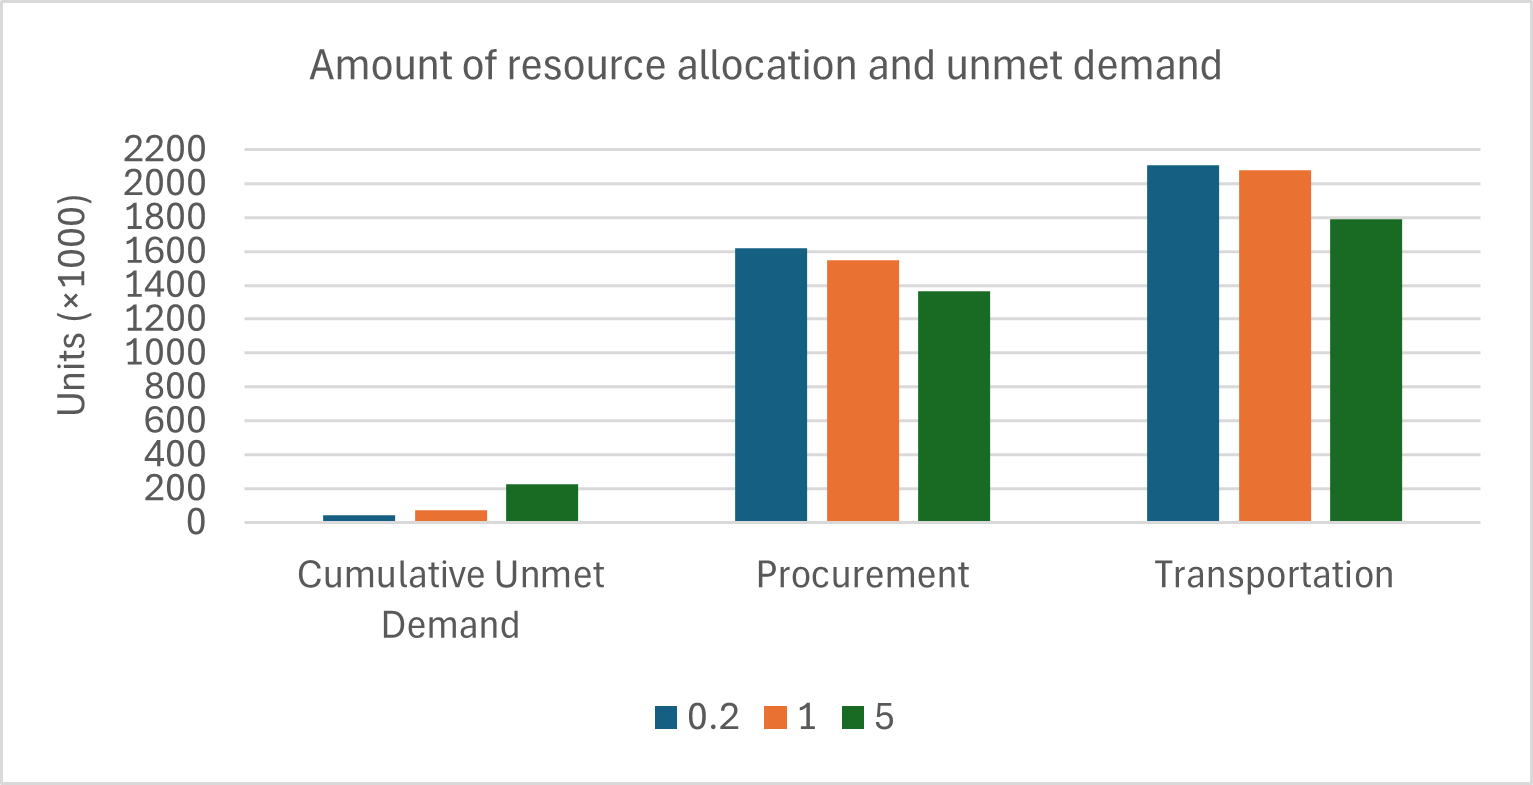 Amount of resource allocation and unmet demand
Units (×1000)
2200
2000
1800
1600
1400
1200
1000
800
600
400
200
0
Cumulative Unmet
Demand
Procurement
Transportation
0.2
1
5